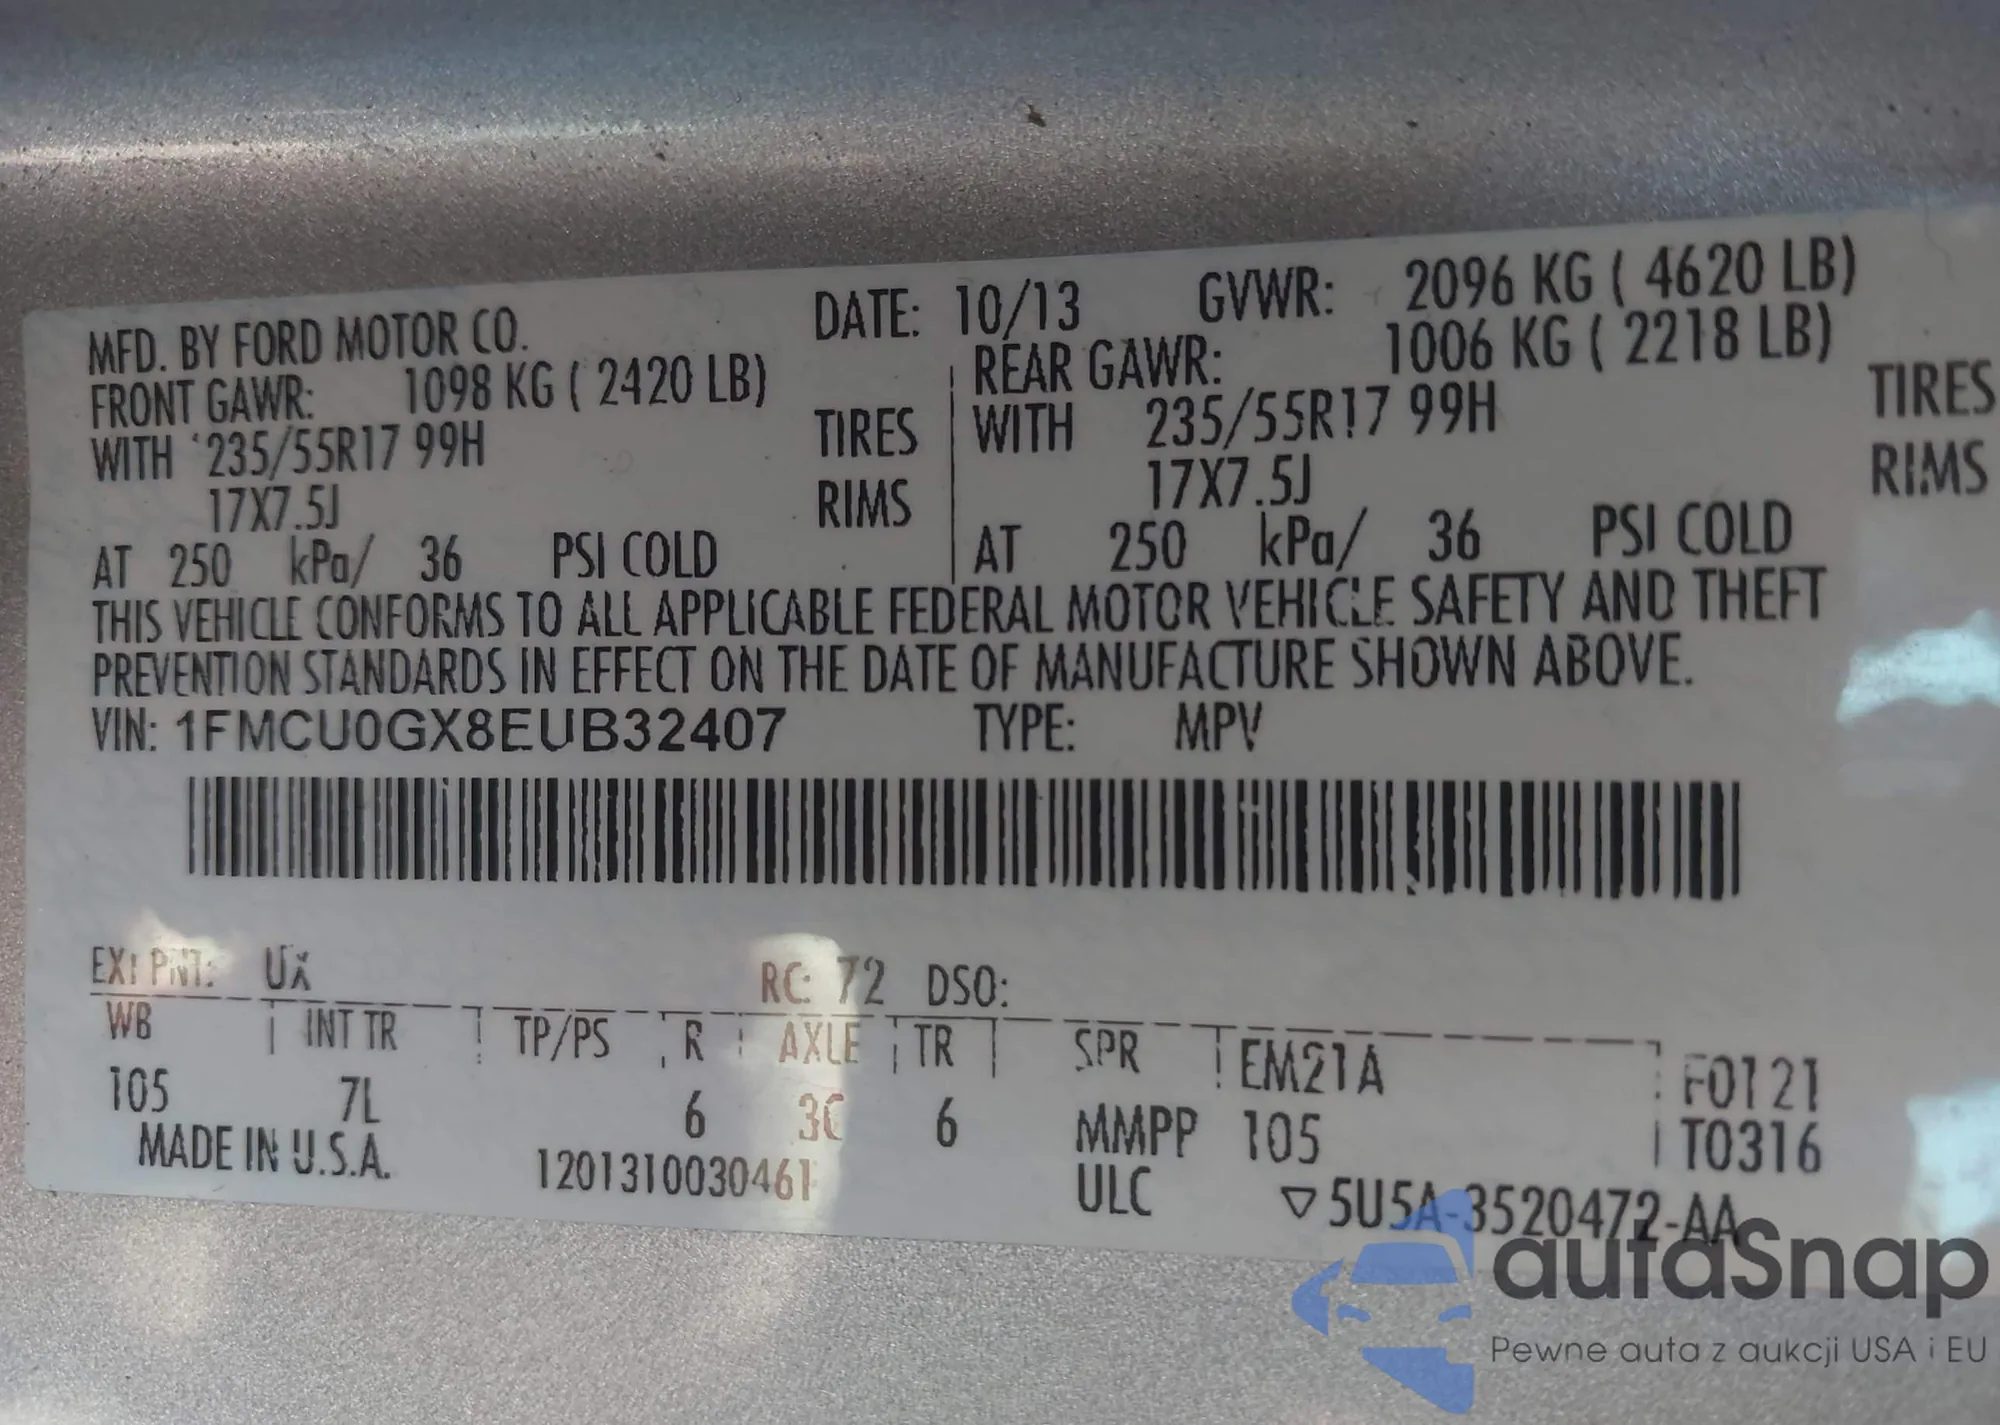 MFD. BY FORD MOTOR CO. DATE: 10/13 GVWR: 2096 KG ( 4620 LB)
FRONT GAWR: 1098 KG ( 2420 LB) REAR GAWR: 1006 KG ( 2218 LB)
WITH 235/55R17 99H TIRES WITH 235/55R17 99H TIRES
17X7.5J RIMS 17X7.5J RIMS
AT 250 kPa/ 36 PSI COLD AT 250 kPa/ 36 PSI COLD
THIS VEHICLE CONFORMS TO ALL APPLICABLE FEDERAL MOTOR VEHICLE SAFETY AND THEFT
PREVENTION STANDARDS IN EFFECT ON THE DATE OF MANUFACTURE SHOWN ABOVE.
VIN: 1FMCU0GX8EUB32407 TYPE: MPV
EXT PNT: UX RC: 72 DSO:
WB INT TR TP/PS R AXLE TR SPR EM21A F0121
105 7L 6 3C 6 MMPP 105 T0316
MADE IN U.S.A. 1201310030461 ULC ▽5U5A-3520472-AA
autaSnap
Pewne auta z aukcji USA i EU